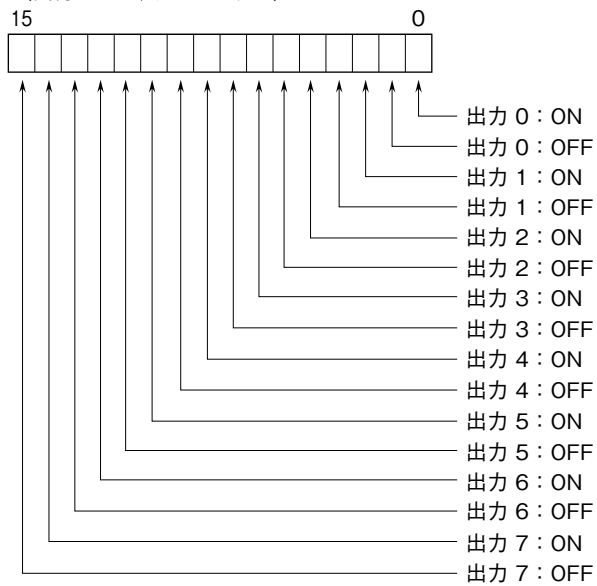 15 0
出力 0：ON
出力 0：OFF
出力 1：ON
出力 1：OFF
出力 2：ON
出力 2：OFF
出力 3：ON
出力 3：OFF
出力 4：ON
出力 4：OFF
出力 5：ON
出力 5：OFF
出力 6：ON
出力 6：OFF
出力 7：ON
出力 7：OFF